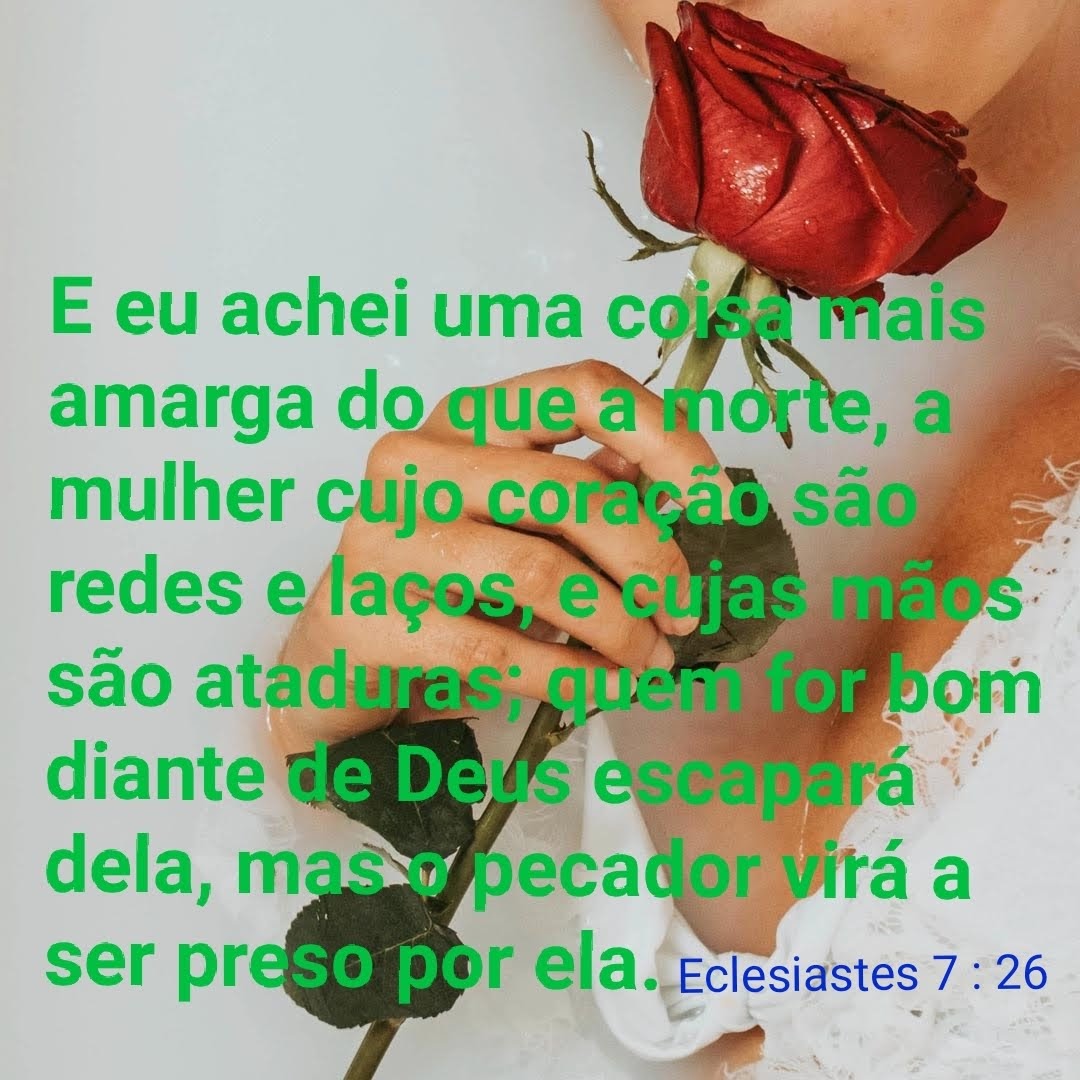 E eu achei uma coisa mais
amarga do que a morte, a
mulher cujo coração são
redes e laços, e cujas mãos
são ataduras; quem for bom
diante de Deus escapará
dela, mas o pecador virá a
ser preso por ela. Eclesiastes 7 : 26